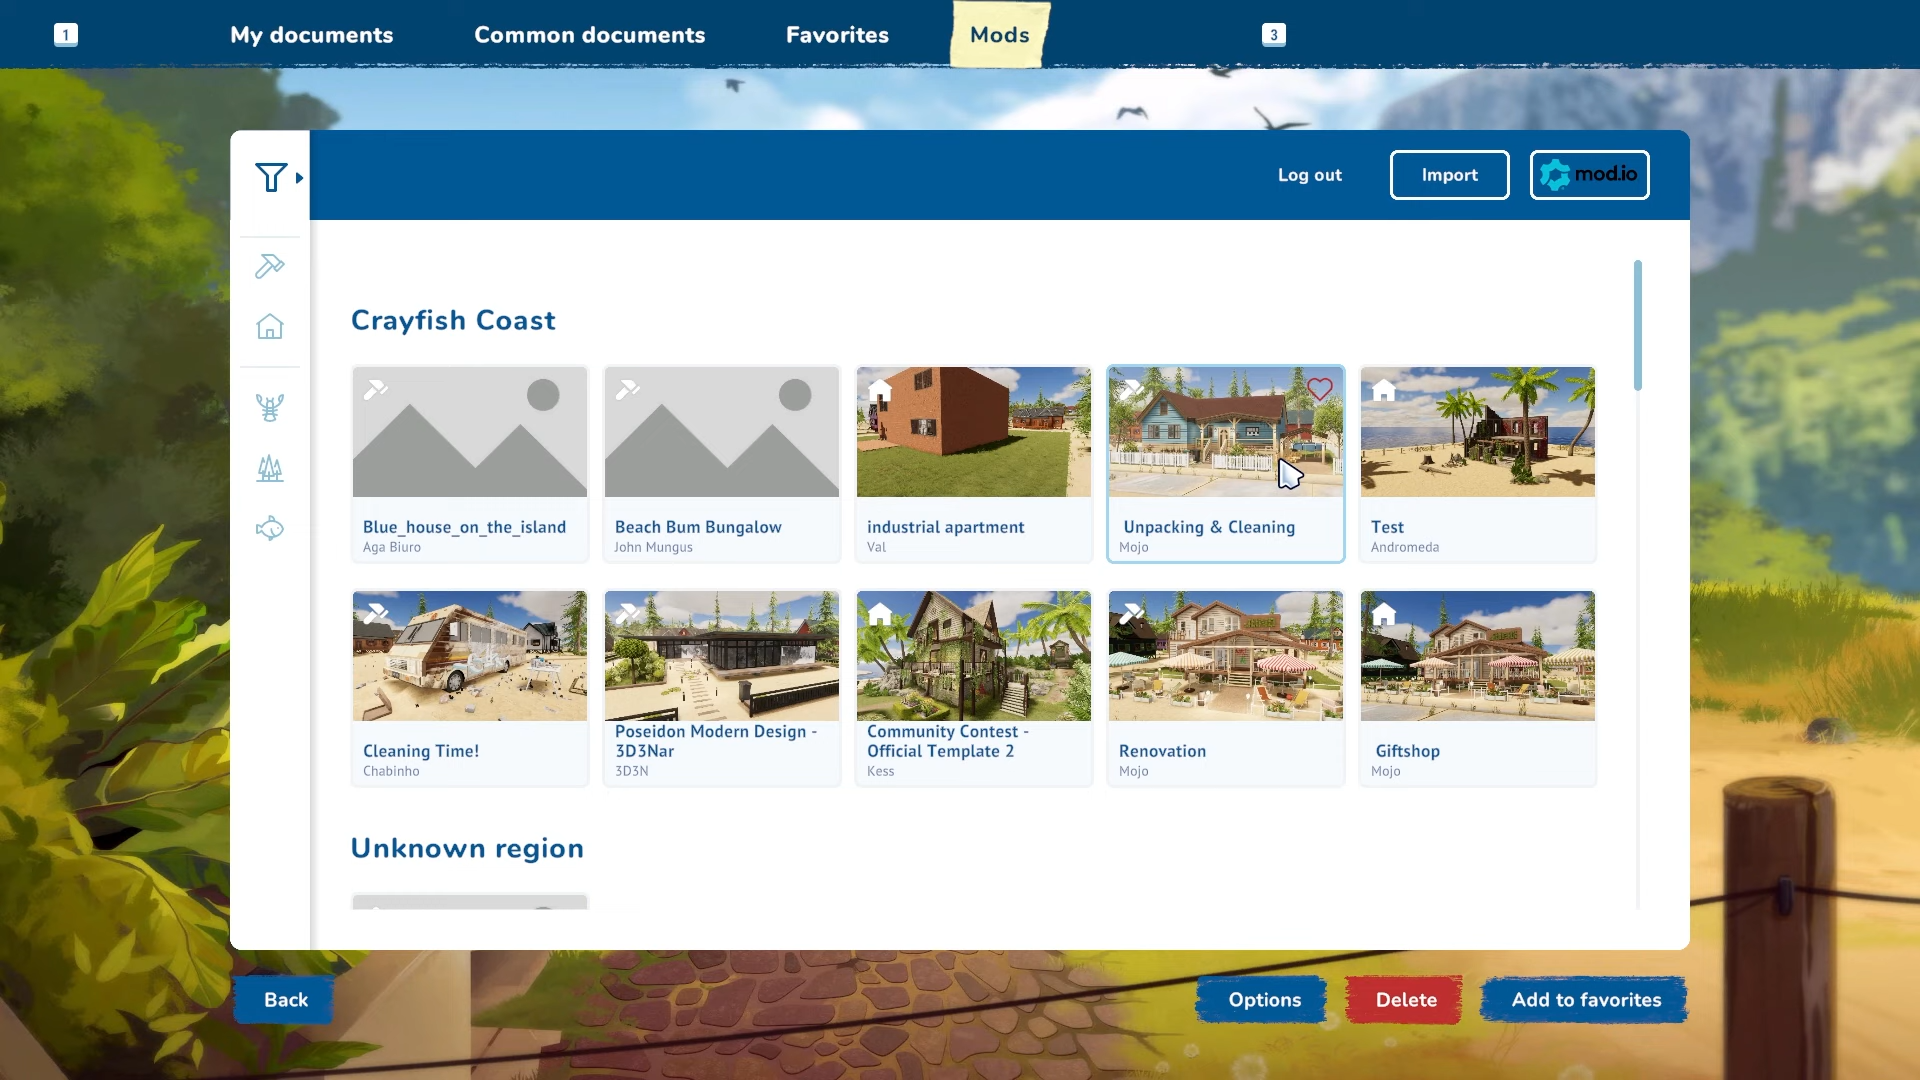 1
My documents
Common documents
Favorites
Mods
3
Log out
Import
mod.io
Crayfish Coast
Blue_house_on_the_island
Aga Biuro
Beach Bum Bungalow
John Mungus
industrial apartment
Val
Unpacking & Cleaning
Mojo
Test
Andromeda
Cleaning Time!
Chabinho
Poseidon Modern Design -
3D3Nar
3D3N
Community Contest -
Official Template 2
Kess
Renovation
Mojo
Giftshop
Mojo
Unknown region
Back
Options
Delete
Add to favorites